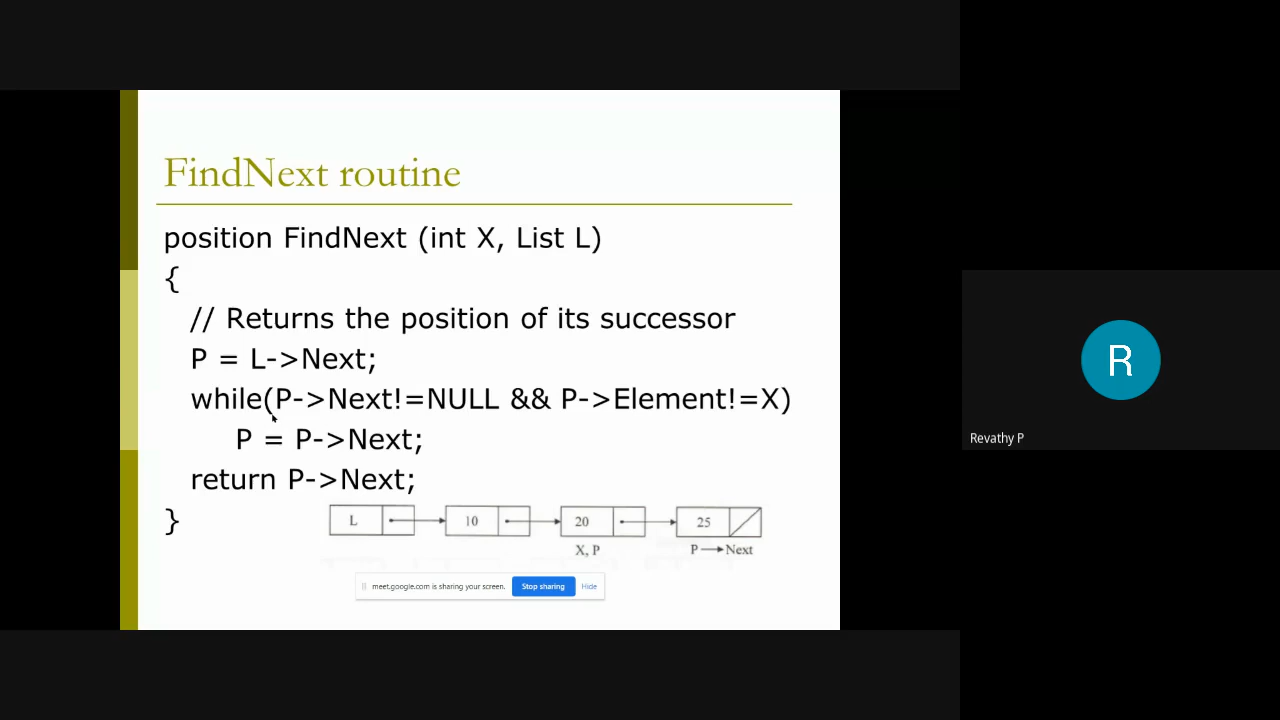 FindNext routine
position FindNext (int X, List L)
{
// Returns the position of its successor
P = L->Next;
while(P->Next!=NULL && P->Element!=X)
P = P->Next;
return P->Next;
}
L 10 20 25
X, P P Next
meet.google.com is sharing your screen. Stop sharing Hide
R
Revathy P